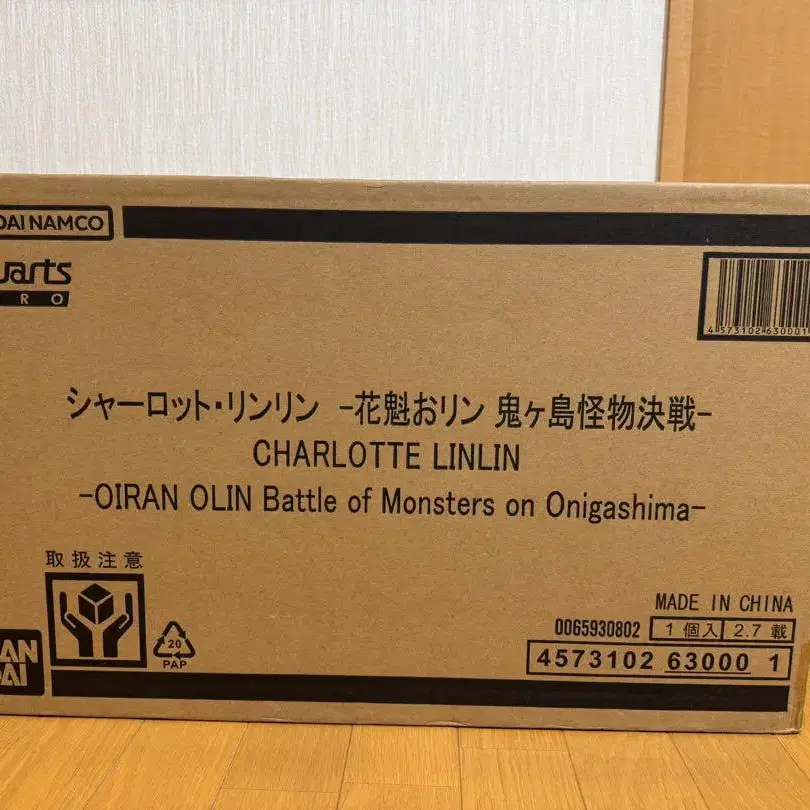 DAI NAMCO
uarts
RO
4573102630001
シャーロット・リンリン -花魁おリン 鬼ヶ島怪物決戦-
CHARLOTTE LINLIN
-OIRAN OLIN Battle of Monsters on Onigashima-
取扱注意
20
PAP
MADE IN CHINA
0065930802 1個入 2.7 載
4573102 63000 1
AN
DAI